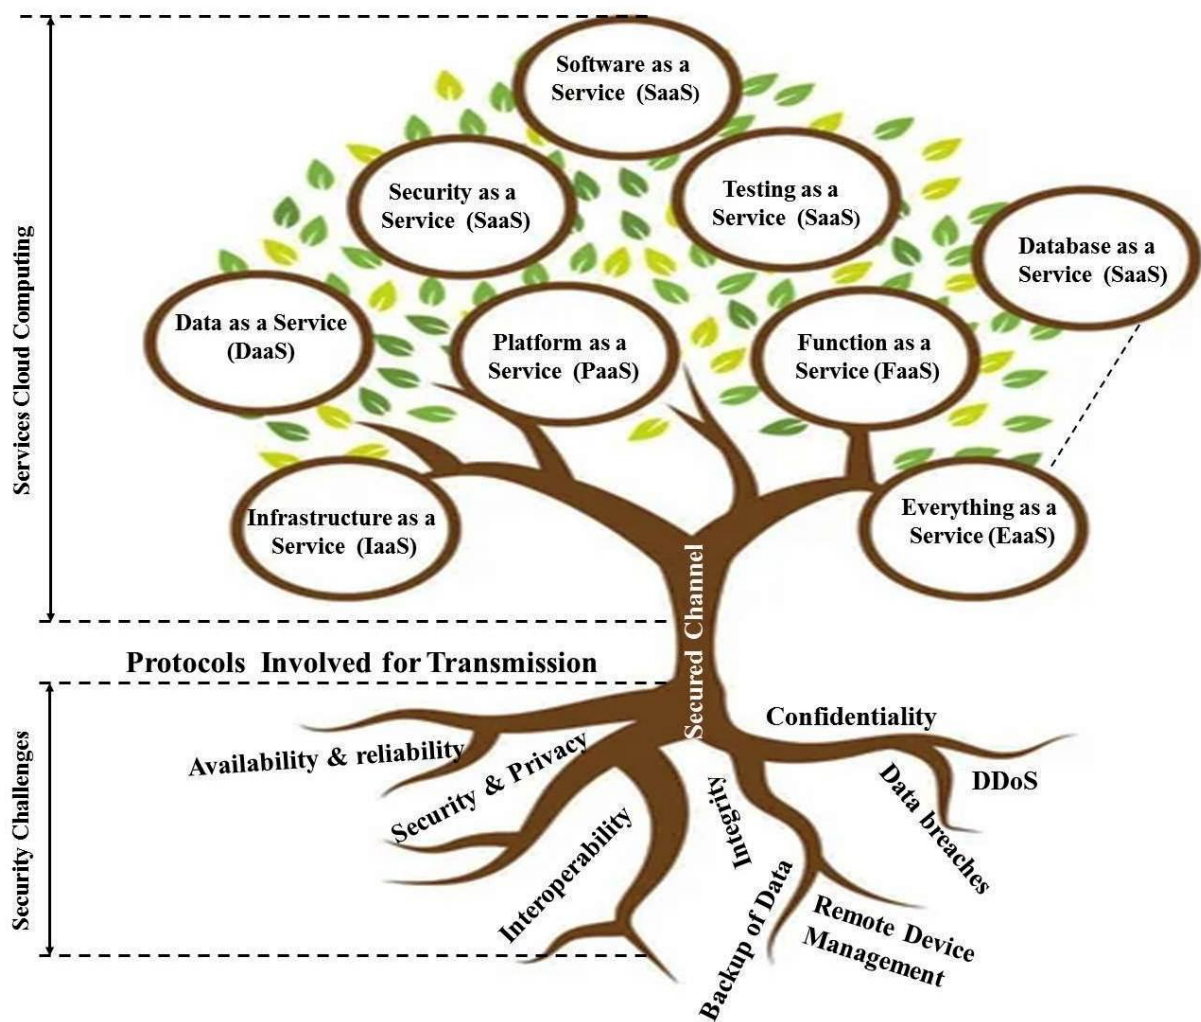 Services Cloud Computing
Software as a
Service (SaaS)
Security as a
Service (SaaS)
Testing as a
Service (SaaS)
Database as a
Service (SaaS)
Data as a Service
(DaaS)
Platform as a
Service (PaaS)
Function as a
Service (FaaS)
Infrastructure as a
Service (IaaS)
Everything as a
Service (EaaS)
Secured Channel
Protocols Involved for Transmission
Security Challenges
Availability & reliability
Security & Privacy
Interoperability
Integrity
Backup of Data
Remote Device
Management
Confidentiality
Data breaches
DDoS